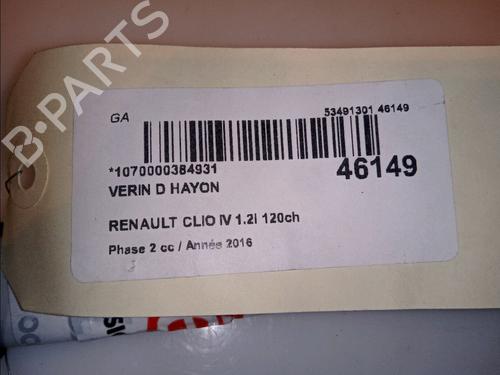 GA
53491301 46149
*1070000384931
46149
VERIN D HAYON
RENAULT CLIO IV 1.2I 120ch
Phase 2 cc / Année 2016
B-PARTS